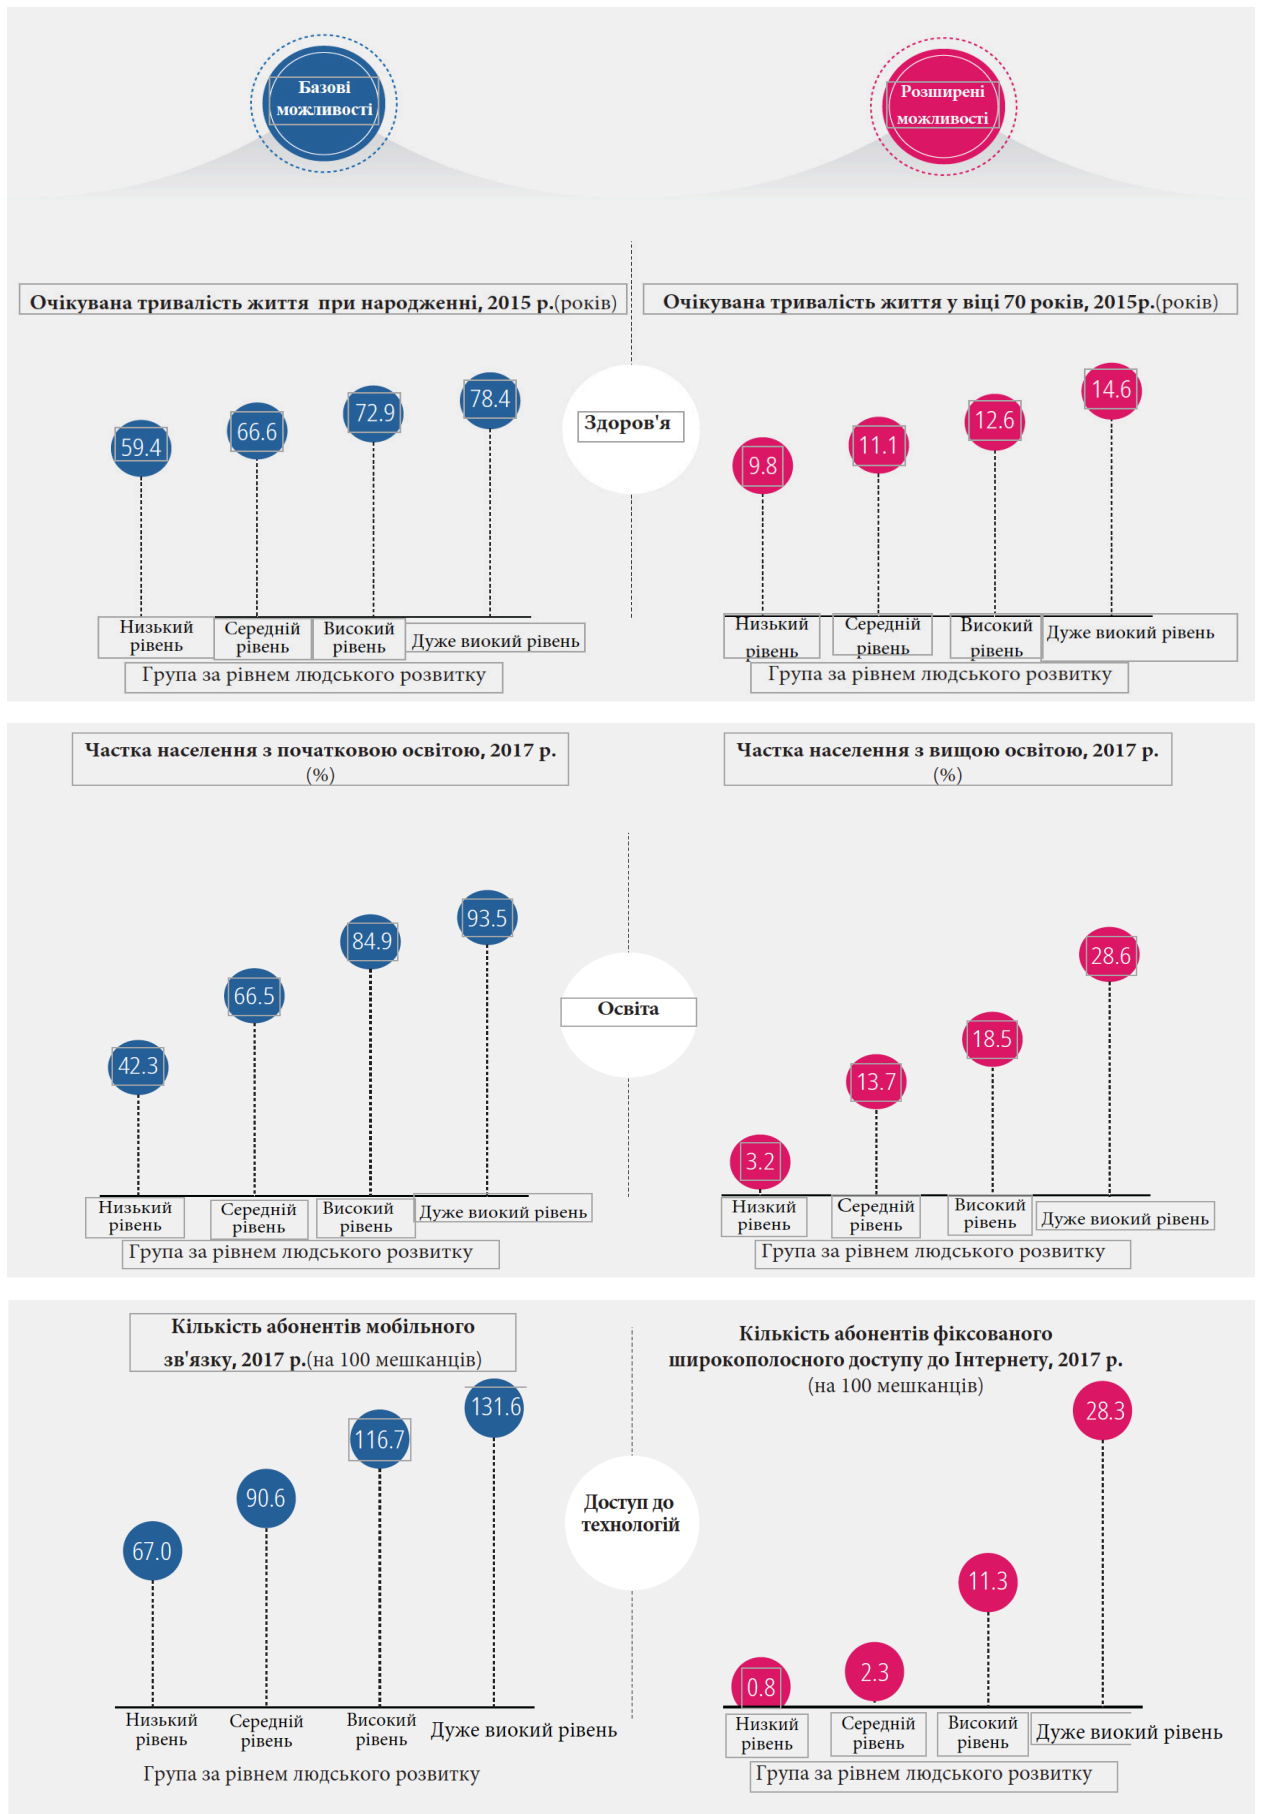 Базові
можливості
Розширені
можливості
Очікувана тривалість життя при народженні, 2015 р.(років)
Очікувана тривалість життя у віці 70 років, 2015р.(років)
59.4
66.6
72.9
78.4
Здоров'я
9.8
11.1
12.6
14.6
Низький
рівень
Середній
рівень
Високий
рівень
Дуже виокий рівень
Група за рівнем людського розвитку
Низький
рівень
Середній
рівень
Високий
рівень
Дуже виокий рівень
Група за рівнем людського розвитку
Частка населення з початковою освітою, 2017 р.
(%)
Частка населення з вищою освітою, 2017 р.
(%)
42.3
66.5
84.9
93.5
Освіта
3.2
13.7
18.5
28.6
Низький
рівень
Середній
рівень
Високий
рівень
Дуже виокий рівень
Група за рівнем людського розвитку
Низкий
рівень
Середній
рівень
Високий
рівень
Дуже виокий рівень
Група за рівнем людського розвитку
Кількість абонентів мобільного
зв'язку, 2017 р.(на 100 мешканців)
Кількість абонентів фіксованого
широкополосного доступу до Інтернету, 2017 р.
(на 100 мешканців)
67.0
90.6
116.7
131.6
Доступ до
технологій
0.8
2.3
11.3
28.3
Низький
рівень
Середній
рівень
Високий
рівень
Дуже виокий рівень
Група за рівнем людського розвитку
Низкий
рівень
Середній
рівень
Високий
рівень
Дуже виокий рівень
Група за рівнем людського розвитку